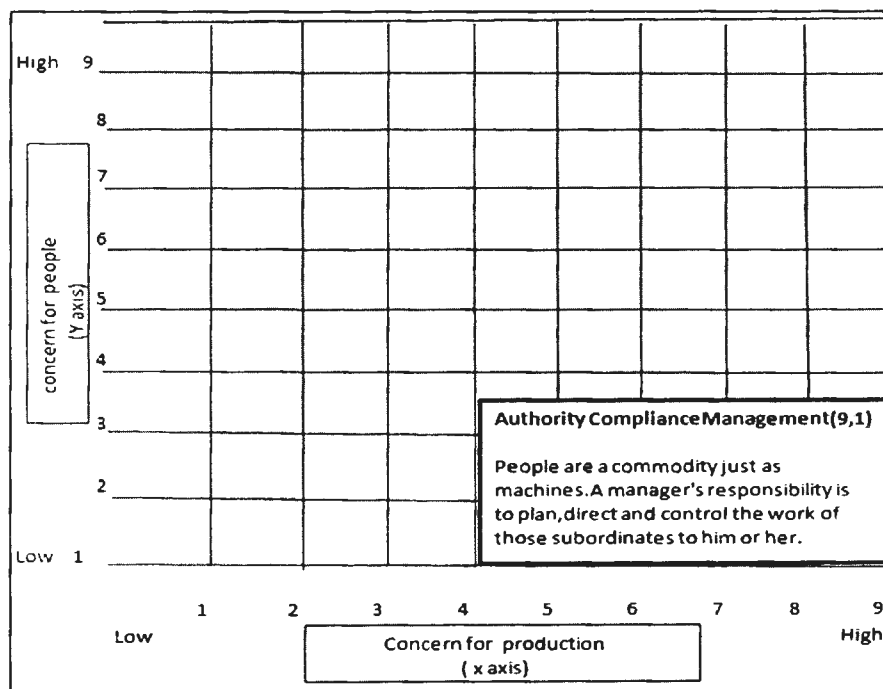 High 9
8
7
6
5
4
3
2
Low 1
concern for people
(Y axis)
Authority Compliance Management(9,1)
People are a commodity just as
machines.A manager's responsibility is
to plan,direct and control the work of
those subordinates to him or her.
1 2 3 4 5 6 7 8 9
Low High
Concern for production
( x axis)